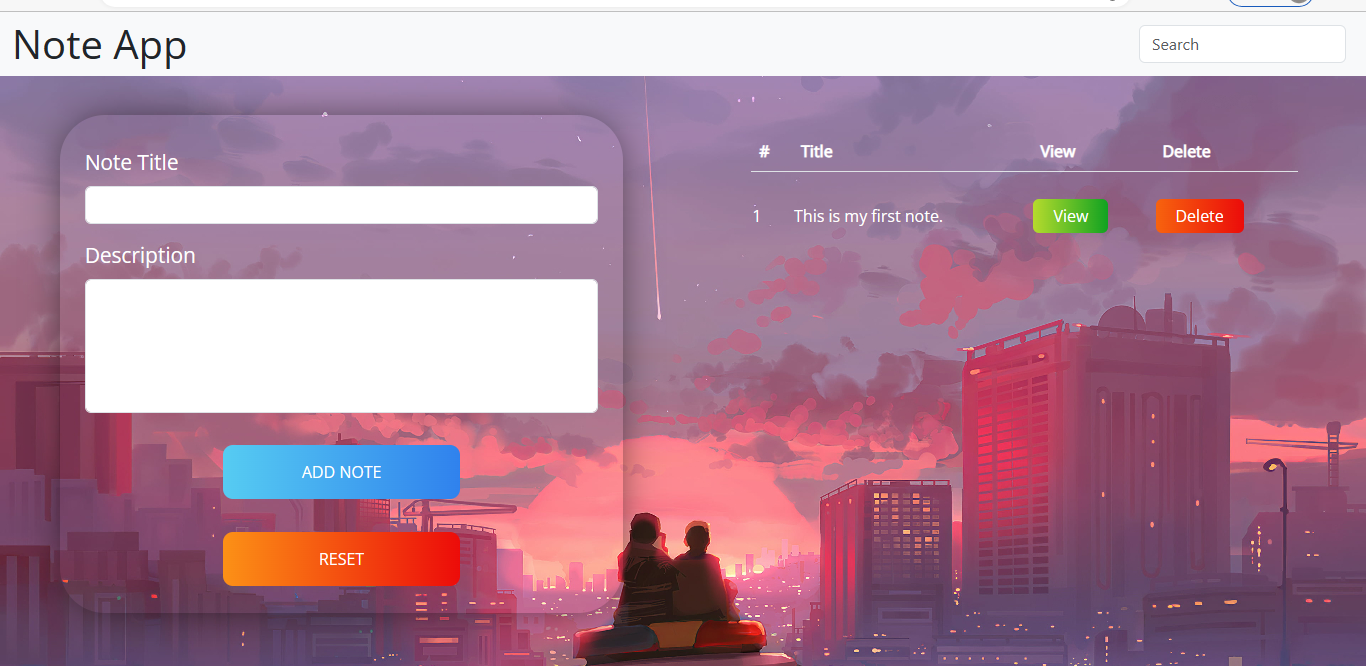 Note App
Search
Note Title
Description
ADD NOTE
RESET
# Title View Delete
1 This is my first note. View Delete